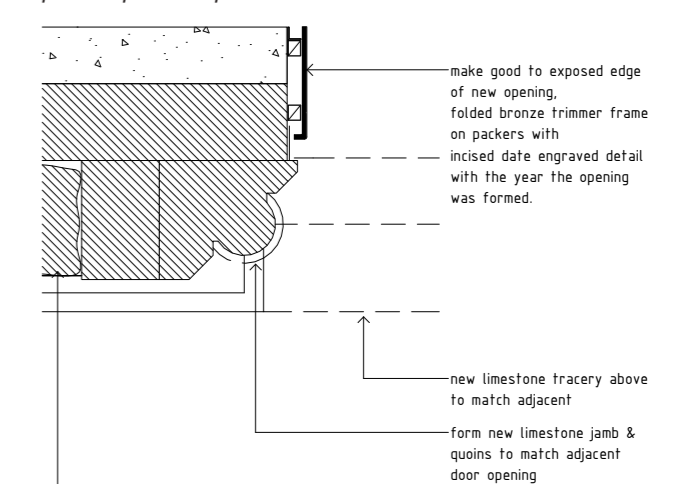 make good to exposed edge
of new opening,
folded bronze trimmer frame
on packers with
incised date engraved detail
with the year the opening
was formed.
new limestone tracery above
to match adjacent
form new limestone jamb &
quoins to match adjacent
door opening